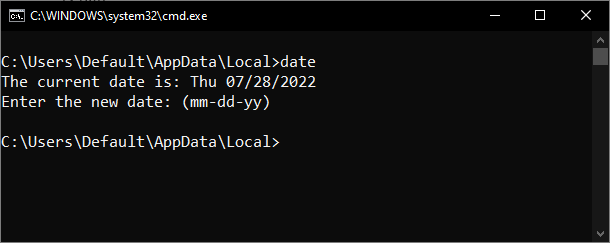 C:\WINDOWS\system32\cmd.exe
C:\Users\Default\AppData\Local>date
The current date is: Thu 07/28/2022
Enter the new date: (mm-dd-yy)
C:\Users\Default\AppData\Local>